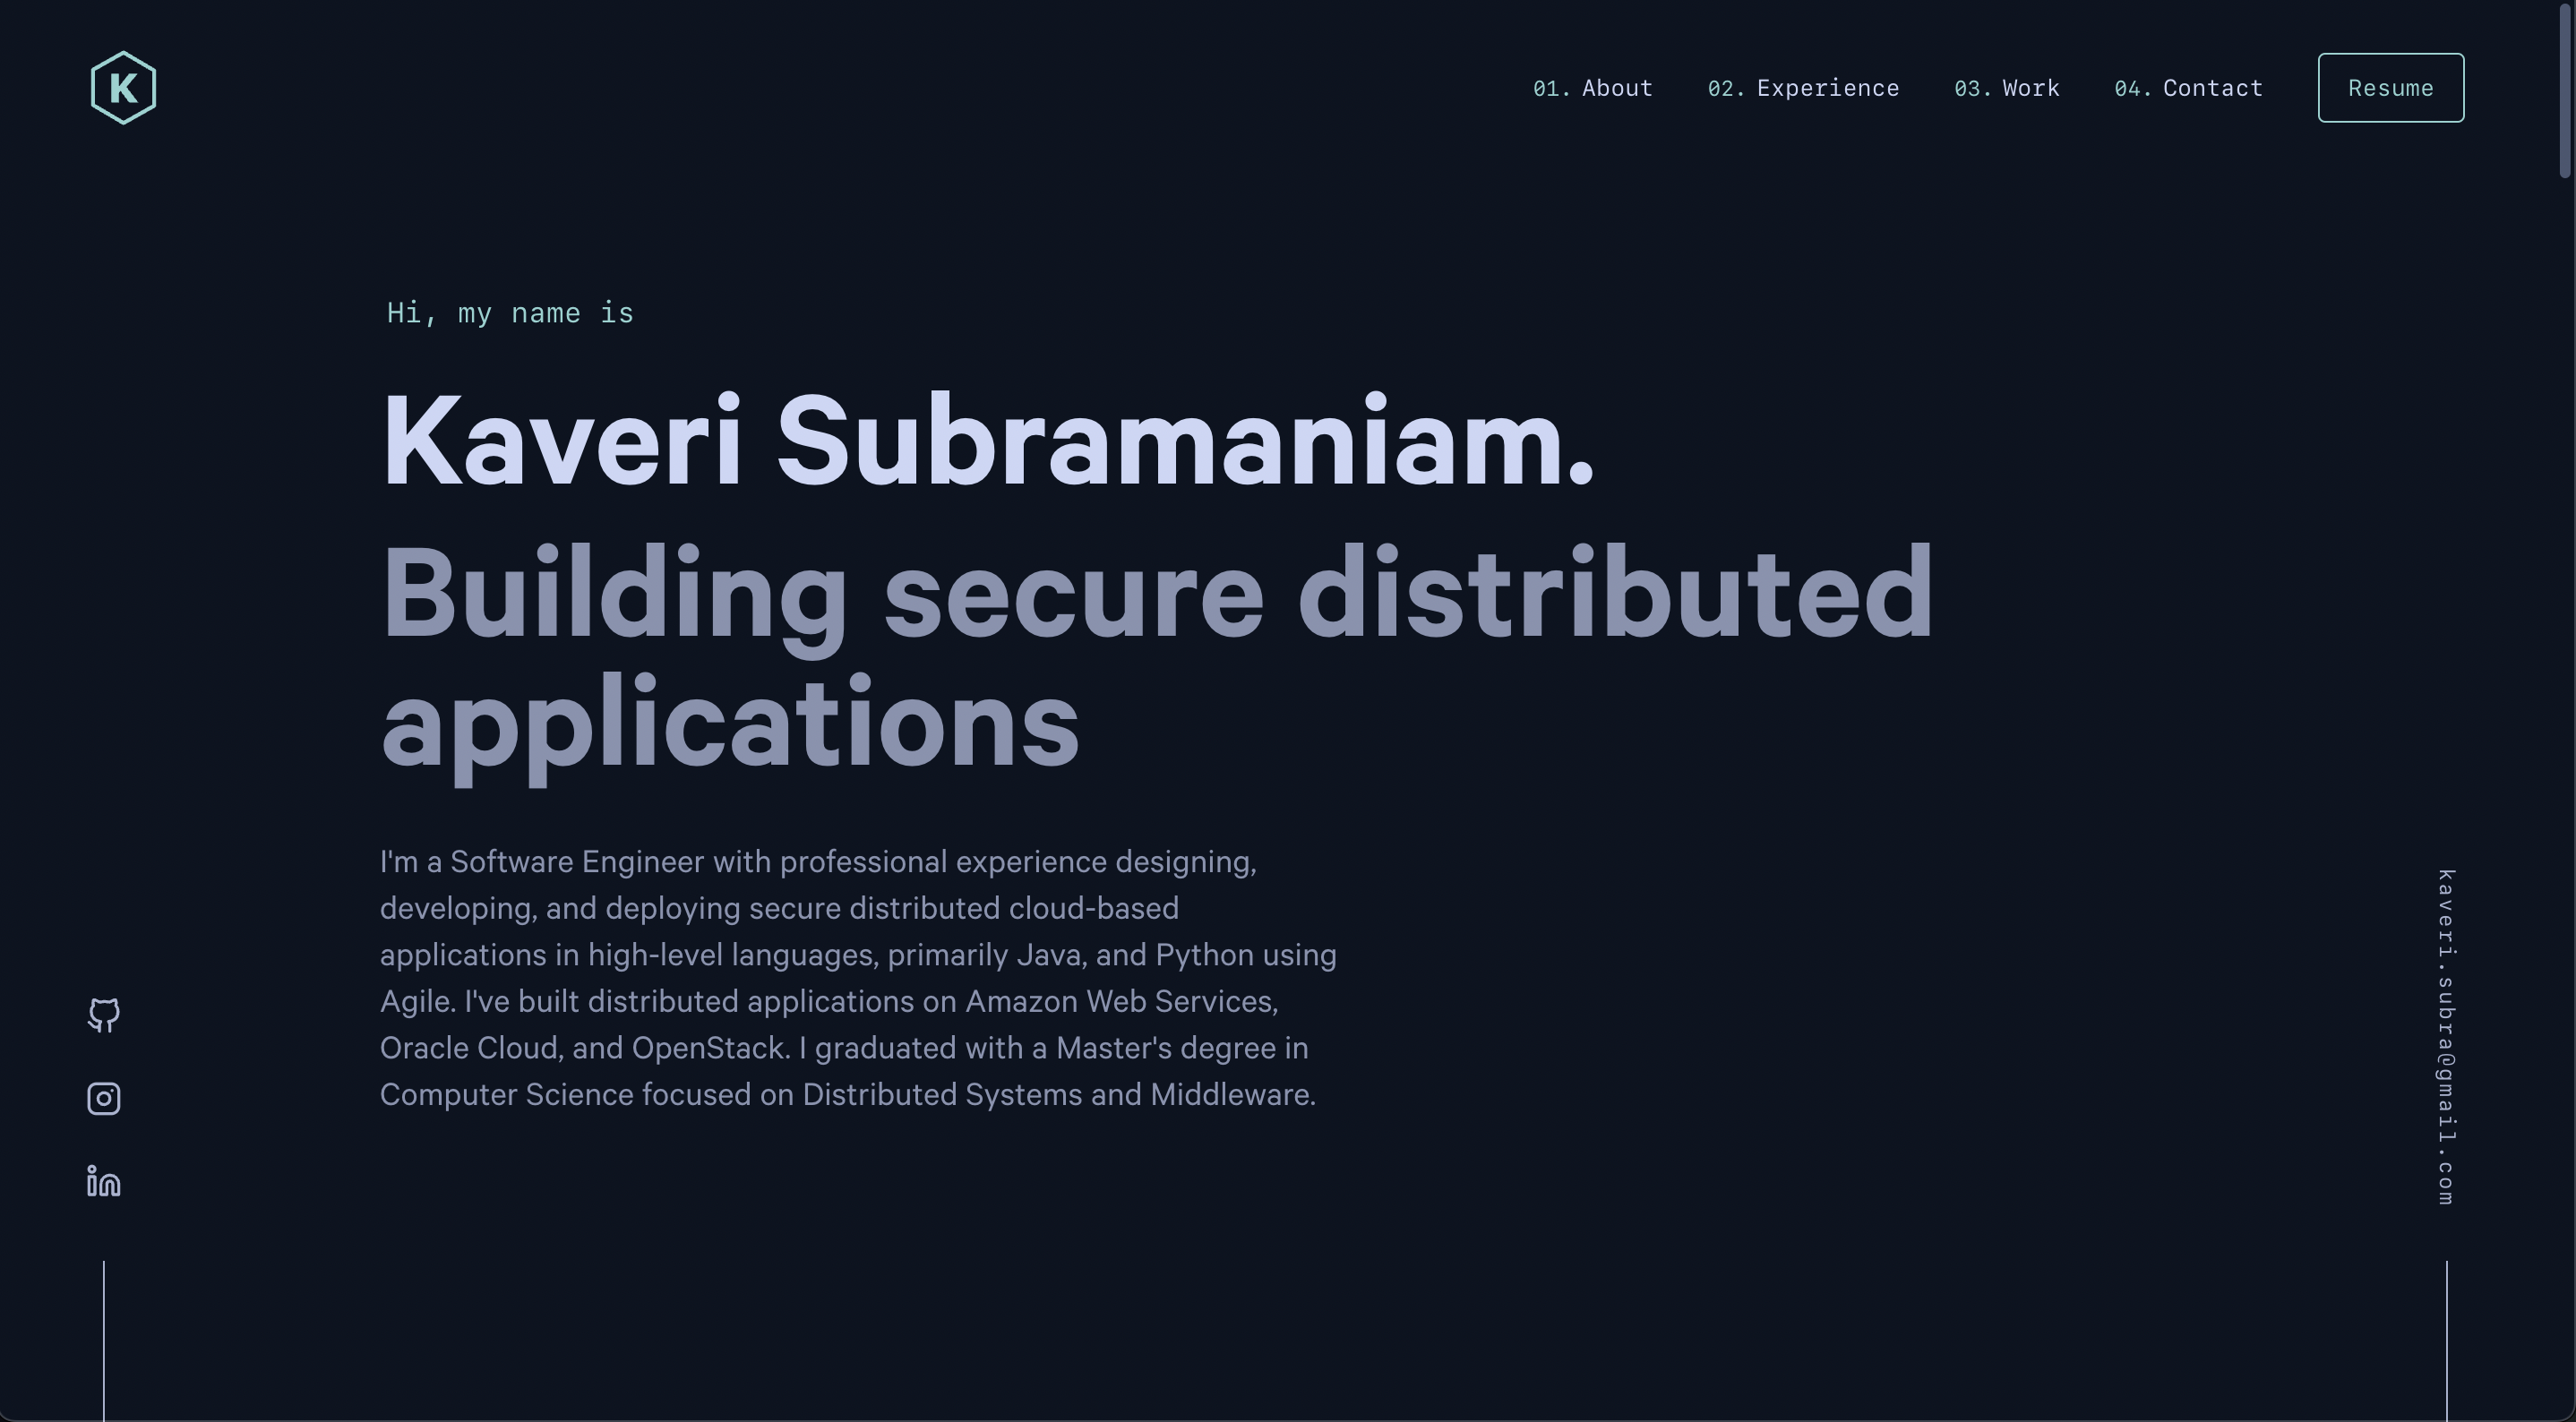 K
01. About 02. Experience 03. Work 04. Contact Resume
Hi, my name is
Kaveri Subramaniam.
Building secure distributed
applications
I'm a Software Engineer with professional experience designing,
developing, and deploying secure distributed cloud-based
applications in high-level languages, primarily Java, and Python using
Agile. I've built distributed applications on Amazon Web Services,
Oracle Cloud, and OpenStack. I graduated with a Master's degree in
Computer Science focused on Distributed Systems and Middleware.
in
kaveri.subra@gmail.com